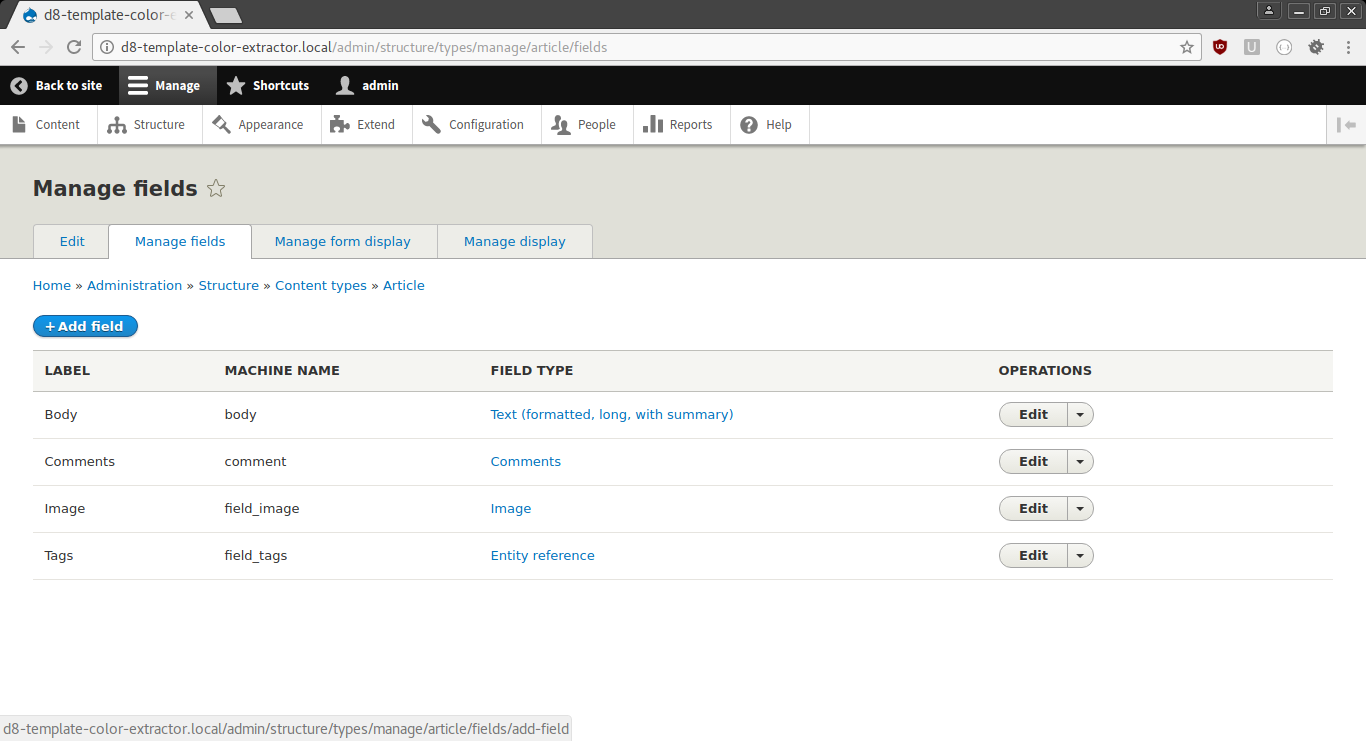 d8-template-color-e
d8-template-color-extractor.local/admin/structure/types/manage/article/fields
Back to site Manage Shortcuts admin
Content Structure Appearance Extend Configuration People Reports Help
Manage fields
Edit Manage fields Manage form display Manage display
Home » Administration » Structure » Content types » Article
+ Add field
LABEL MACHINE NAME FIELD TYPE OPERATIONS
Body body Text (formatted, long, with summary) Edit
Comments comment Comments Edit
Image field_image Image Edit
Tags field_tags Entity reference Edit
d8-template-color-extractor.local/admin/structure/types/manage/article/fields/add-field